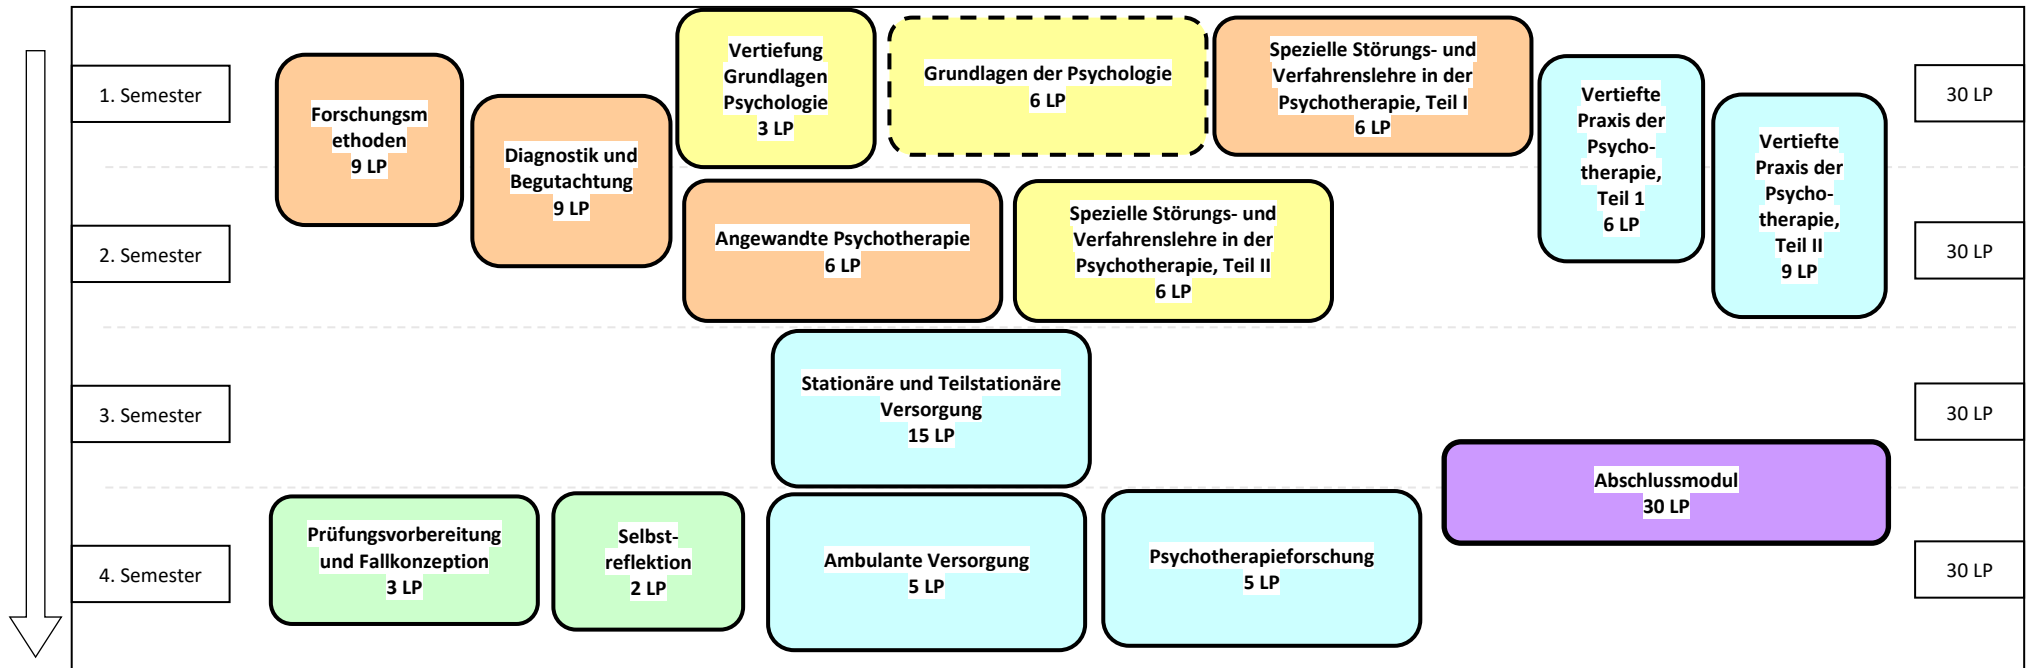 1. Semester
Forschungsm
ethoden
9 LP
Diagnostik und
Begutachtung
9 LP
Vertiefung
Grundlagen
Psychologie
3 LP
Grundlagen der Psychologie
6 LP
Spezielle Störungs- und
Verfahrenslehre in der
Psychotherapie, Teil I
6 LP
Vertiefte
Praxis der
Psycho-
therapie,
Teil 1
6 LP
Vertiefte
Praxis der
Psycho-
therapie,
Teil II
9 LP
30 LP
2. Semester
Angewandte Psychotherapie
6 LP
Spezielle Störungs- und
Verfahrenslehre in der
Psychotherapie, Teil II
6 LP
30 LP
3. Semester
Stationäre und Teilstationäre
Versorgung
15 LP
30 LP
Abschlussmodul
30 LP
4. Semester
Prüfungsvorbereitung
und Fallkonzeption
3 LP
Selbst-
reflektion
2 LP
Ambulante Versorgung
5 LP
Psychotherapieforschung
5 LP
30 LP